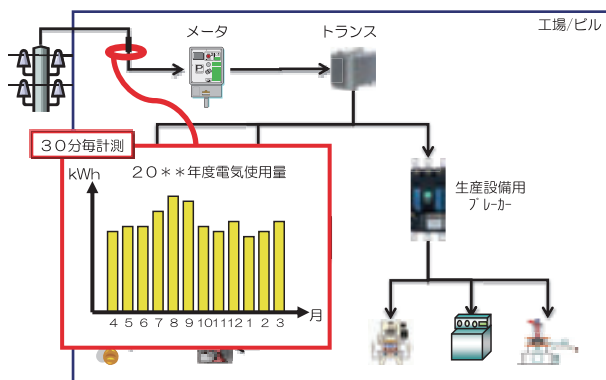 工場/ビル
メータ
トランス
P
30分毎計測
kWh
20**年度電気使用量
生産設備用
ブレーカー
4 5 6 7 8 9 10 11 12 1 2 3
月